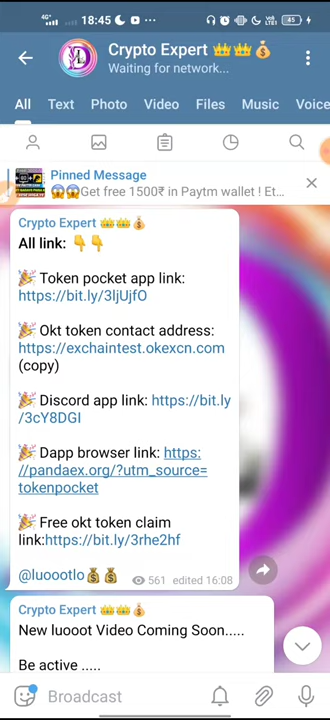 4G+ 18:45 45
Crypto Expert 👑👑💰
Waiting for network...
All Text Photo Video Files Music Voice
Pinned Message
😱😱Get free 1500₹ in Paytm wallet ! Et...
Crypto Expert 👑👑💰
All link: 👇👇
🎉 Token pocket app link:
https://bit.ly/3ljUjfO
🎉 Okt token contact address:
https://exchaintest.okexcn.com
(copy)
🎉 Discord app link: https://bit.ly
/3cY8DGI
🎉 Dapp browser link: https:
//pandaex.org/?utm_source=
tokenpocket
🎉 Free okt token claim
link:https://bit.ly/3rhe2hf
@luoootlo💰💰 561 edited 16:08
Crypto Expert 👑👑💰
New luooot Video Coming Soon.....
Be active .....
Broadcast